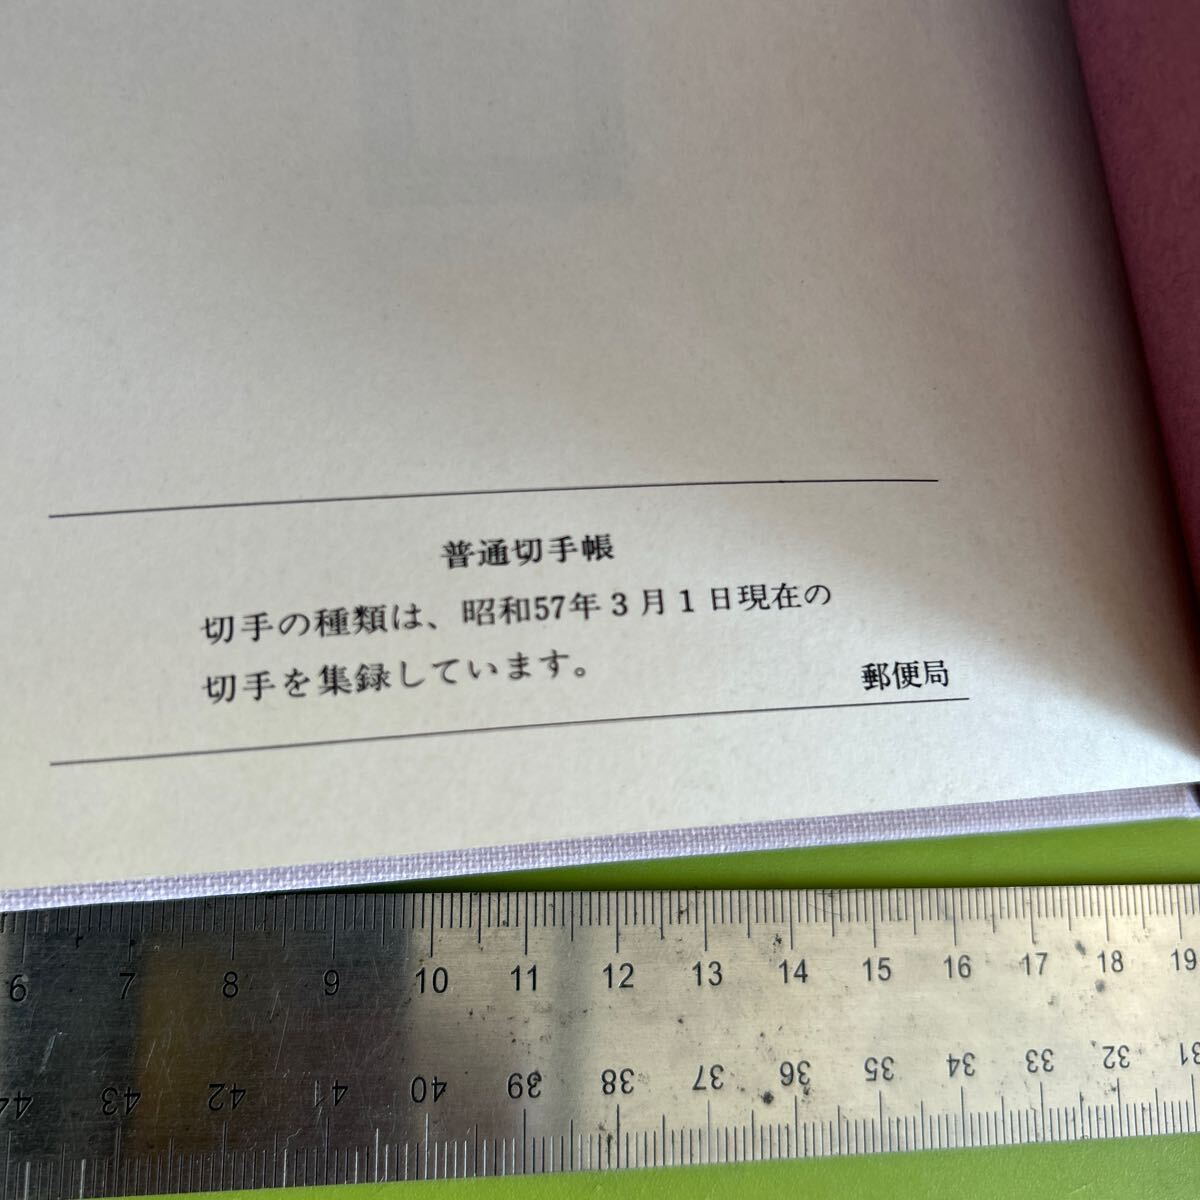 普通切手帳
切手の種類は、昭和57年3月1日現在の
切手を集録しています。
郵便局
6 7 8 9 10 11 12 13 14 15 16 17 18 19
44 43 42 41 40 39 38 37 36 35 34 33 32 31